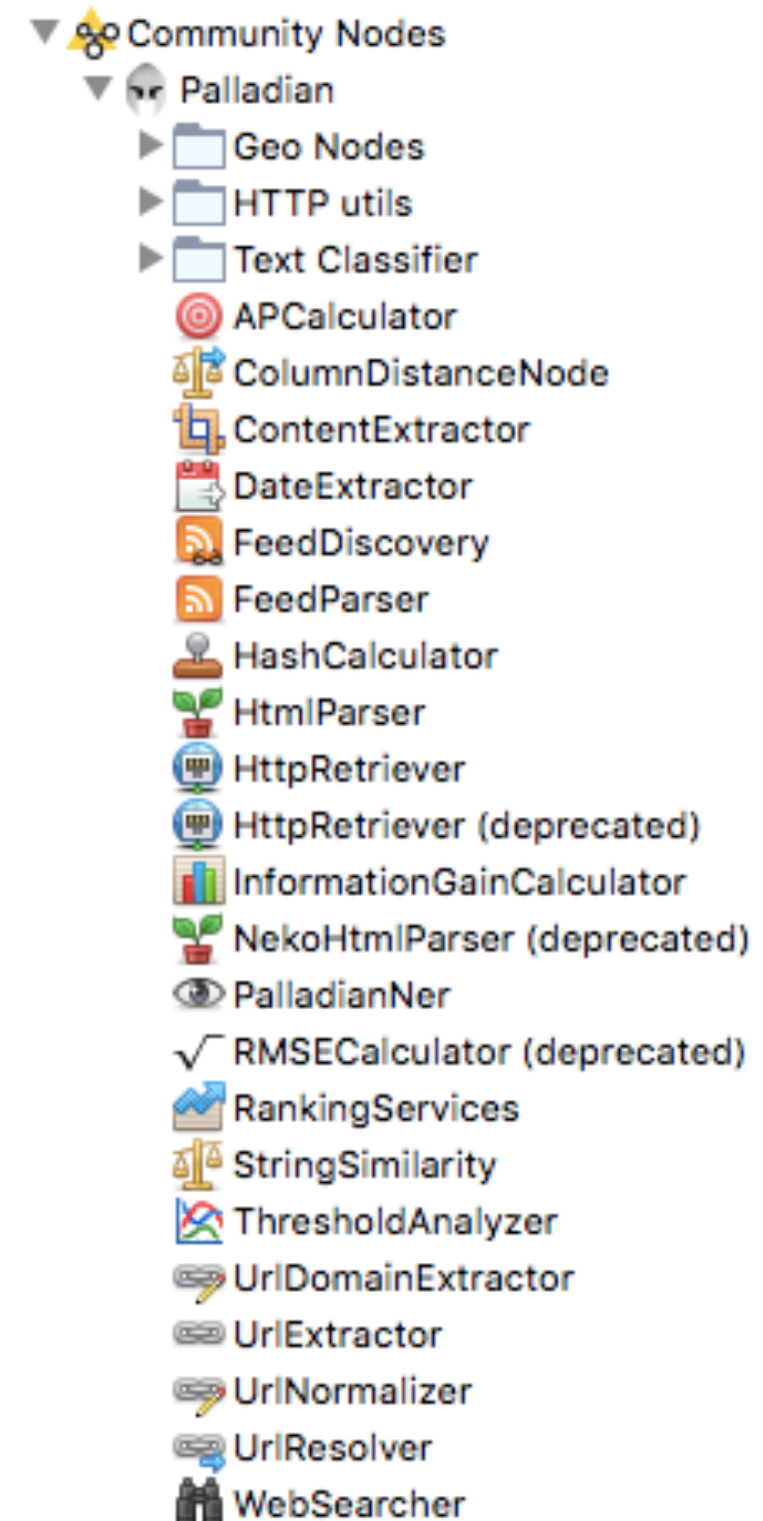 Community Nodes
Palladian
Geo Nodes
HTTP utils
Text Classifier
APCalculator
ColumnDistanceNode
ContentExtractor
DateExtractor
FeedDiscovery
FeedParser
HashCalculator
HtmlParser
HttpRetriever
HttpRetriever (deprecated)
InformationGainCalculator
NekoHtmlParser (deprecated)
PalladianNer
RMSECalculator (deprecated)
RankingServices
StringSimilarity
ThresholdAnalyzer
UrlDomainExtractor
UrlExtractor
UrlNormalizer
UrlResolver
WebSearcher